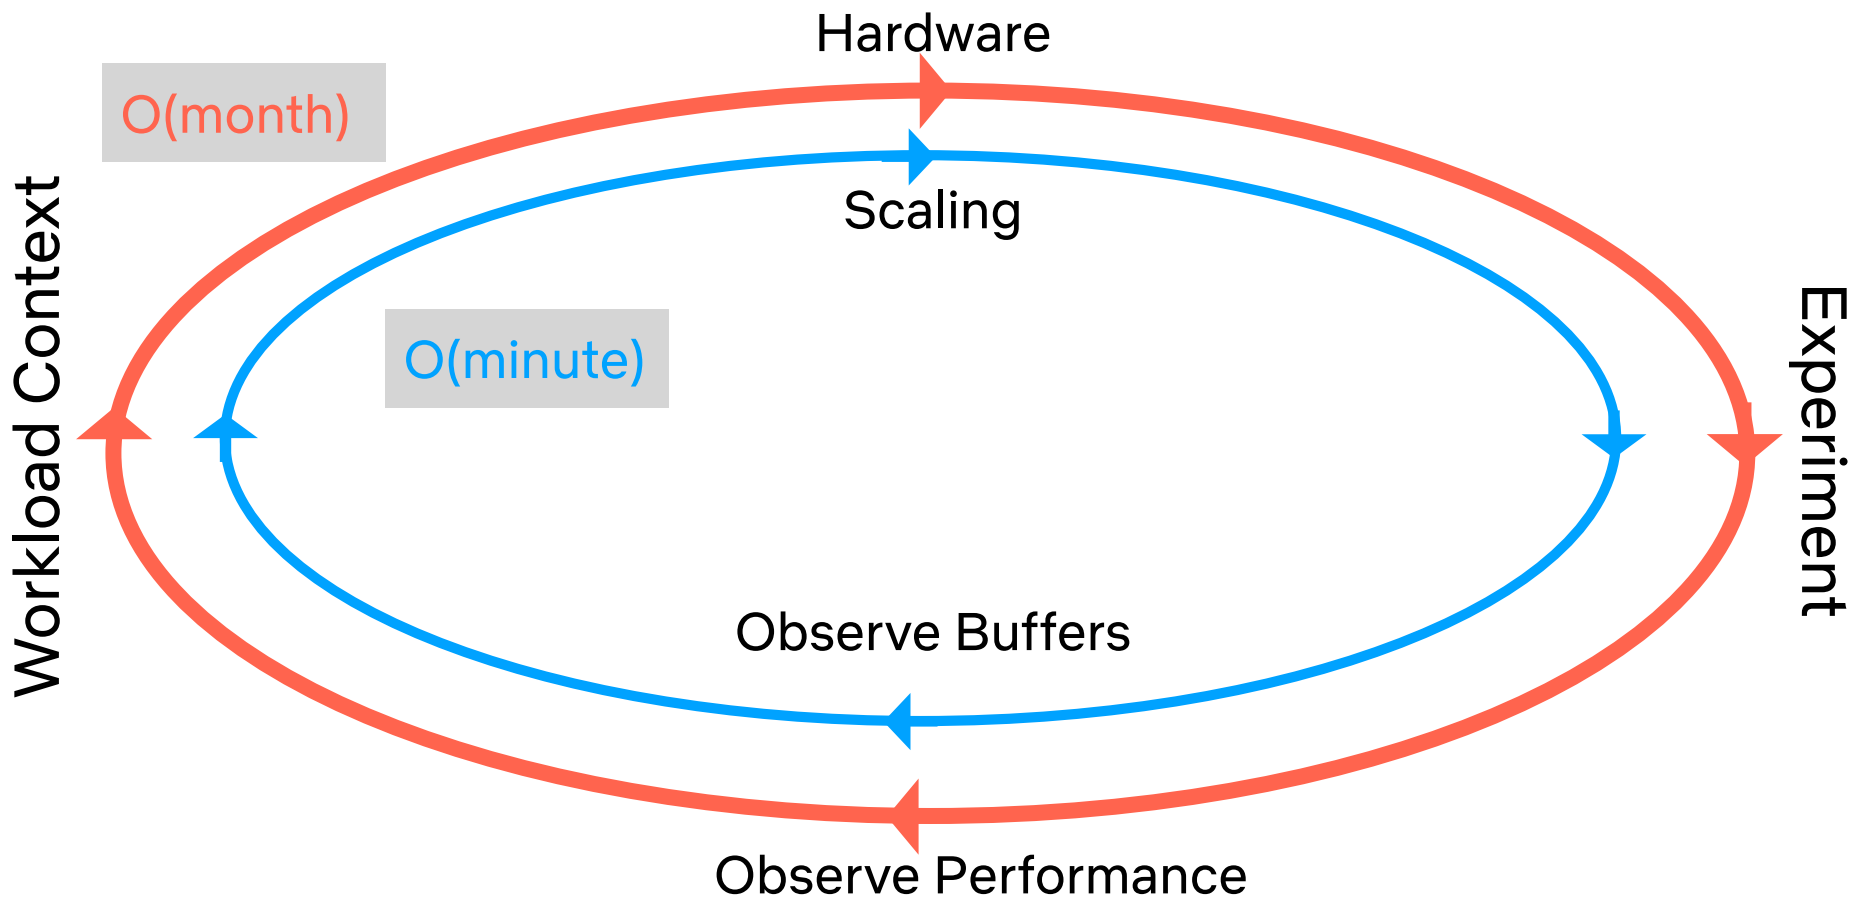 Hardware
O(month)
Scaling
Workload Context
Experiment
O(minute)
Observe Buffers
Observe Performance